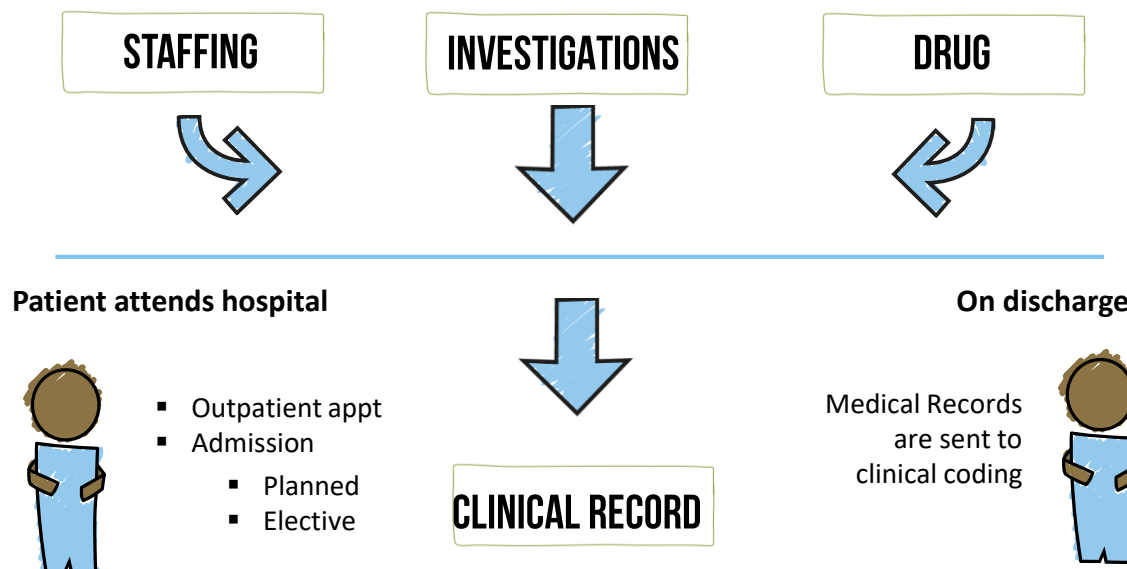 STAFFING
INVESTIGATIONS
DRUG
Patient attends hospital
On discharge
▪ Outpatient appt
▪ Admission
▪ Planned
▪ Elective
Medical Records
are sent to
clinical coding
CLINICAL RECORD